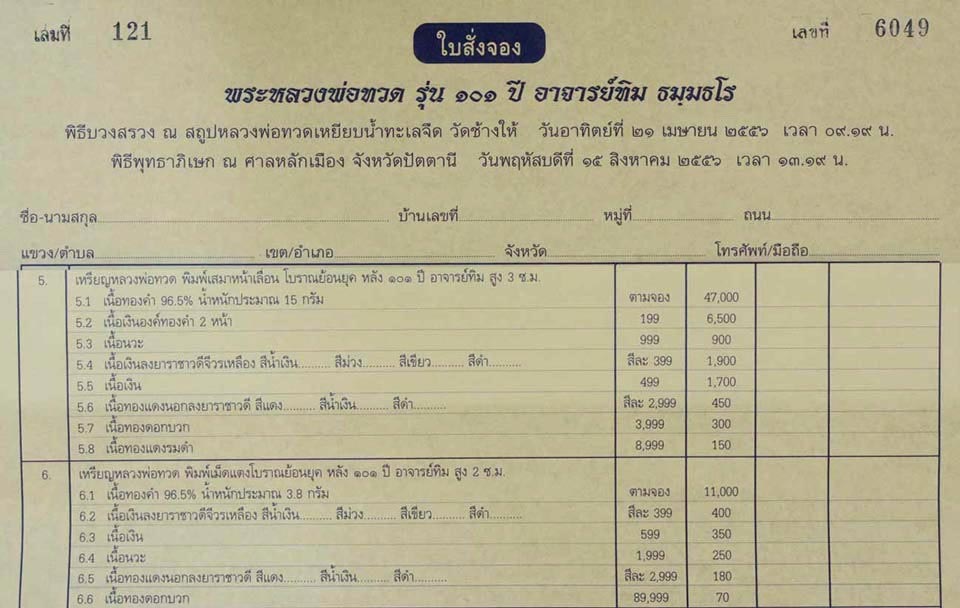 เล่มที่ 121 ใบสั่งจอง เลขที่ 6049
พระหลวงพ่อทวด รุ่น ๑๐๑ ปี อาจารย์ทิม ธมฺมธโร
พิธีบวงสรวง ณ สถูปหลวงพ่อทวดเหยียบน้ำทะเลจืด วัดช้างให้ วันอาทิตย์ที่ ๒๑ เมษายน ๒๕๕๖ เวลา ๐๙.๑๙ น.
พิธีพุทธาภิเษก ณ ศาลหลักเมือง จังหวัดปัตตานี วันพฤหัสบดีที่ ๑๕ สิงหาคม ๒๕๕๖ เวลา ๑๓.๑๙ น.
ชื่อ-นามสกุล.......... บ้านเลขที่.......... หมู่ที่.......... ถนน..........
แขวง/ตำบล.......... เขต/อำเภอ.......... จังหวัด.......... โทรศัพท์/มือถือ..........
5. เหรียญหลวงพ่อทวด พิมพ์เสมาหน้าเลื่อน โบราณย้อนยุค หลัง ๑๐๑ ปี อาจารย์ทิม สูง 3 ซ.ม.
5.1 เนื้อทองคำ 96.5% น้ำหนักประมาณ 15 กรัม ตามจอง 47,000
5.2 เนื้อเงินองค์ทองคำ 2 หน้า 199 6,500
5.3 เนื้อนวะ 999 900
5.4 เนื้อเงินลงยาราชาวดีจีวรเหลือง สีน้ำเงิน.......... สีม่วง.......... สีเขียว.......... สีดำ.......... สีละ 399 1,900
5.5 เนื้อเงิน 499 1,700
5.6 เนื้อทองแดงนอกลงยาราชาวดี สีแดง.......... สีน้ำเงิน.......... สีดำ.......... สีละ 2,999 450
5.7 เนื้อทองดอกบวก 3,999 300
5.8 เนื้อทองแดงรมดำ 8,999 150
6. เหรียญหลวงพ่อทวด พิมพ์เม็ดแตงโบราณย้อนยุค หลัง ๑๐๑ ปี อาจารย์ทิม สูง 2 ซ.ม.
6.1 เนื้อทองคำ 96.5% น้ำหนักประมาณ 3.8 กรัม ตามจอง 11,000
6.2 เนื้อเงินลงยาราชาวดีจีวรเหลือง สีน้ำเงิน.......... สีม่วง.......... สีเขียว.......... สีดำ.......... สีละ 399 400
6.3 เนื้อเงิน 599 350
6.4 เนื้อนวะ 1,999 250
6.5 เนื้อทองแดงนอกลงยาราชาวดี สีแดง.......... สีน้ำเงิน.......... สีดำ.......... สีละ 2,999 180
6.6 เนื้อทองดอกบวก 89,999 70